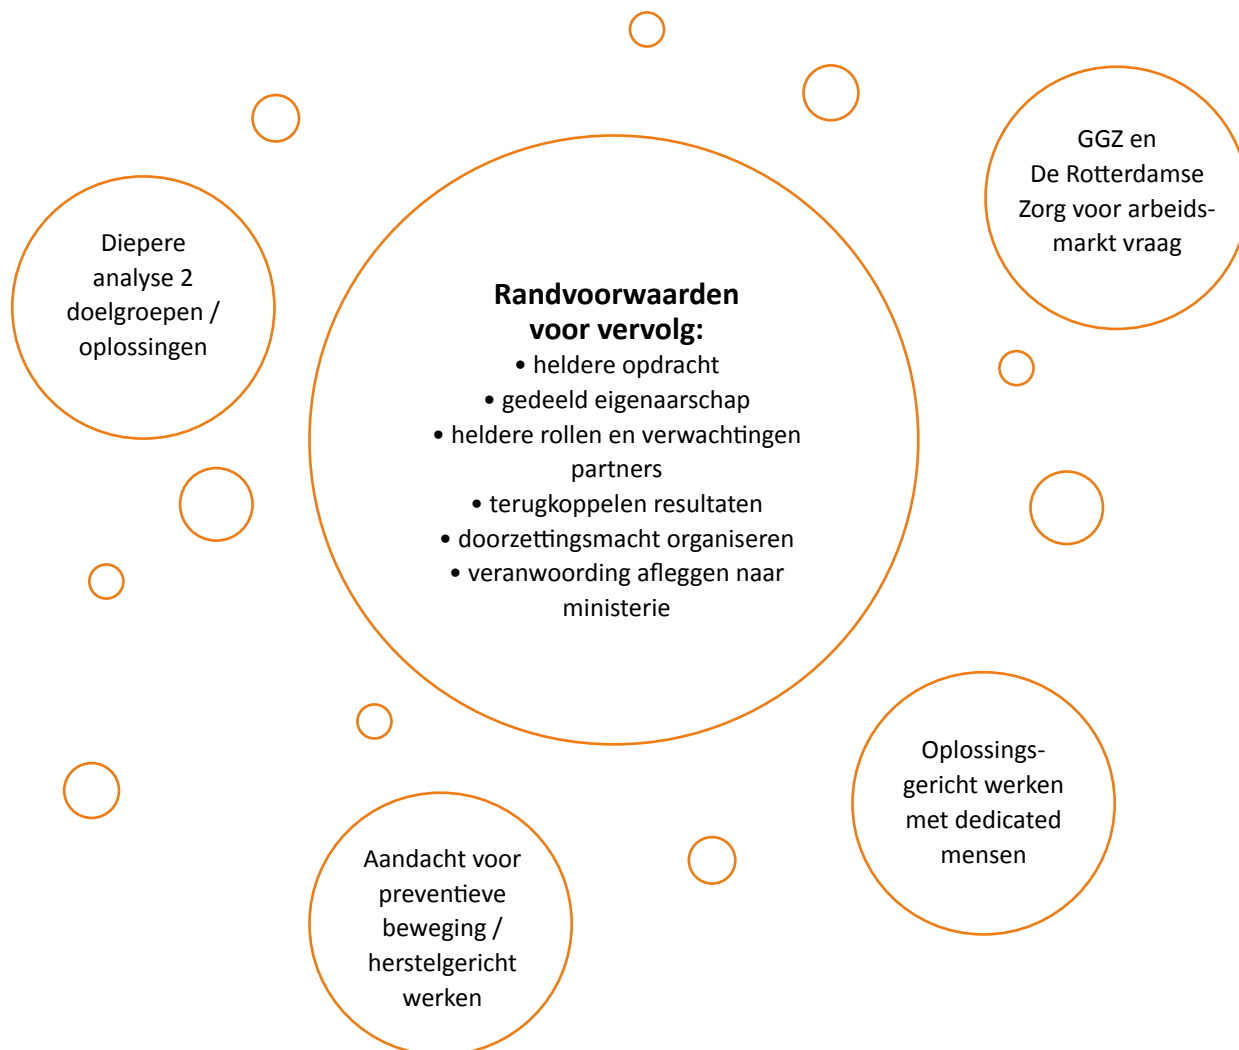 GGZ en
De Rotterdamse
Zorg voor arbeids-
markt vraag
Diepere
analyse 2
doelgroepen /
oplossingen
Randvoorwaarden
voor vervolg:
• heldere opdracht
• gedeeld eigenaarschap
• heldere rollen en verwachtingen
partners
• terugkoppelen resultaten
• doorzettingsmacht organiseren
• veranwoording afleggen naar
ministerie
Oplossings-
gericht werken
met dedicated
mensen
Aandacht voor
preventieve
beweging /
herstelgericht
werken